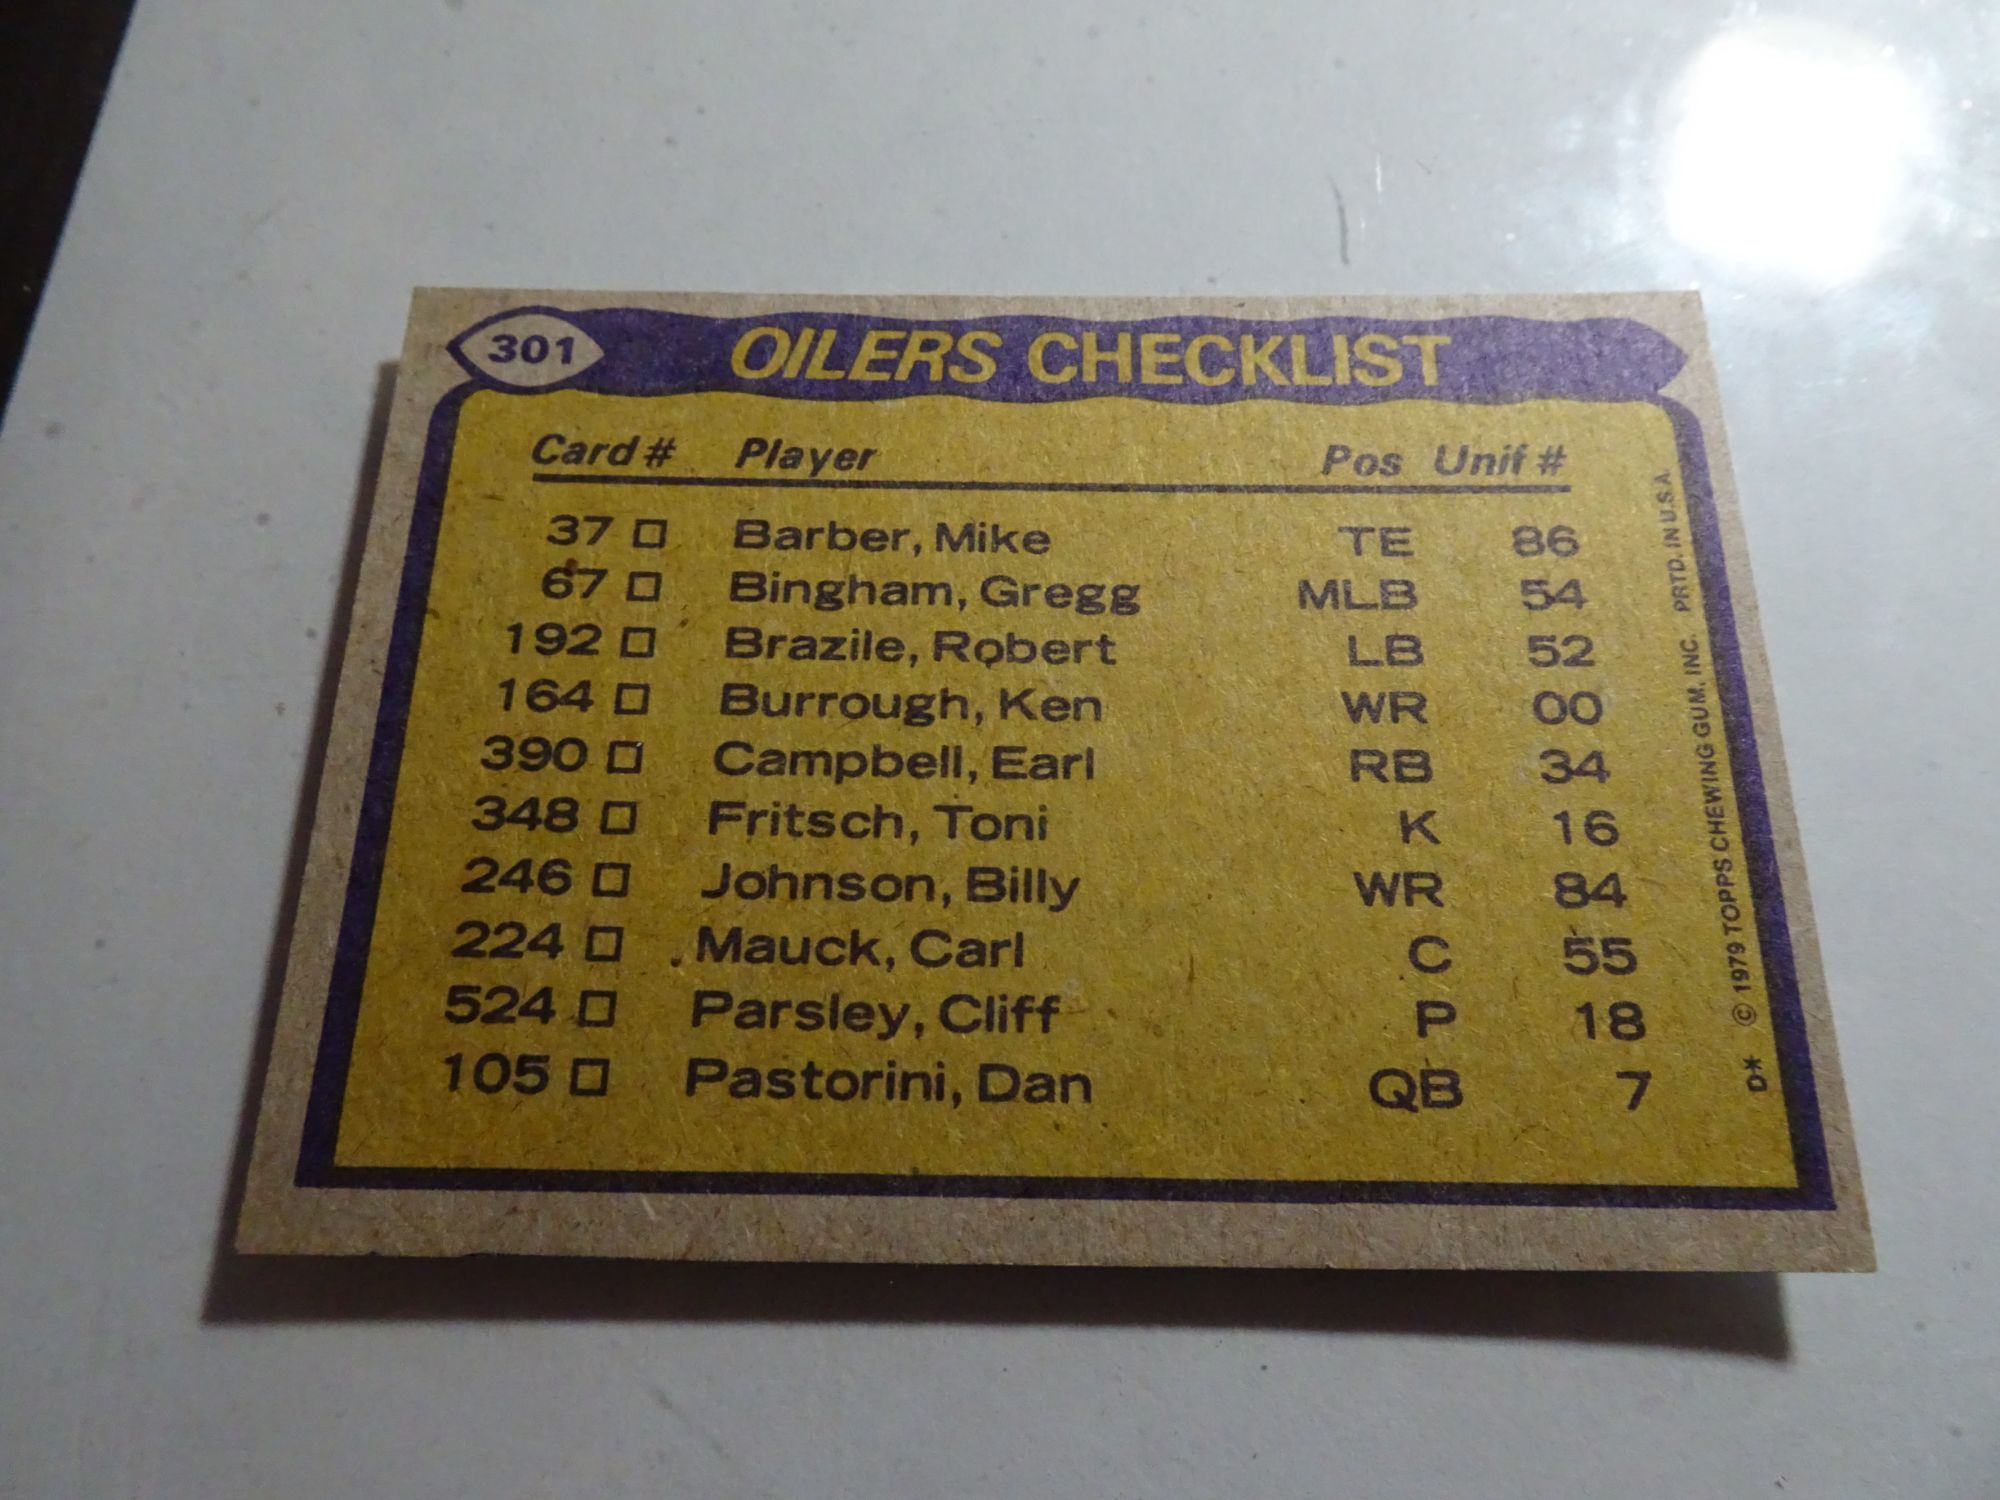 301
OILERS CHECKLIST
Card # Player Pos Unif #
37 □ Barber, Mike TE 86
67 □ Bingham, Gregg MLB 54
192 □ Brazile, Robert LB 52
164 □ Burrough, Ken WR 00
390 □ Campbell, Earl RB 34
348 □ Fritsch, Toni K 16
246 □ Johnson, Billy WR 84
224 □ Mauck, Carl C 55
524 □ Parsley, Cliff P 18
105 □ Pastorini, Dan QB 7
D* © 1979 TOPPS CHEWING GUM, INC. PRTD. IN U.S.A.